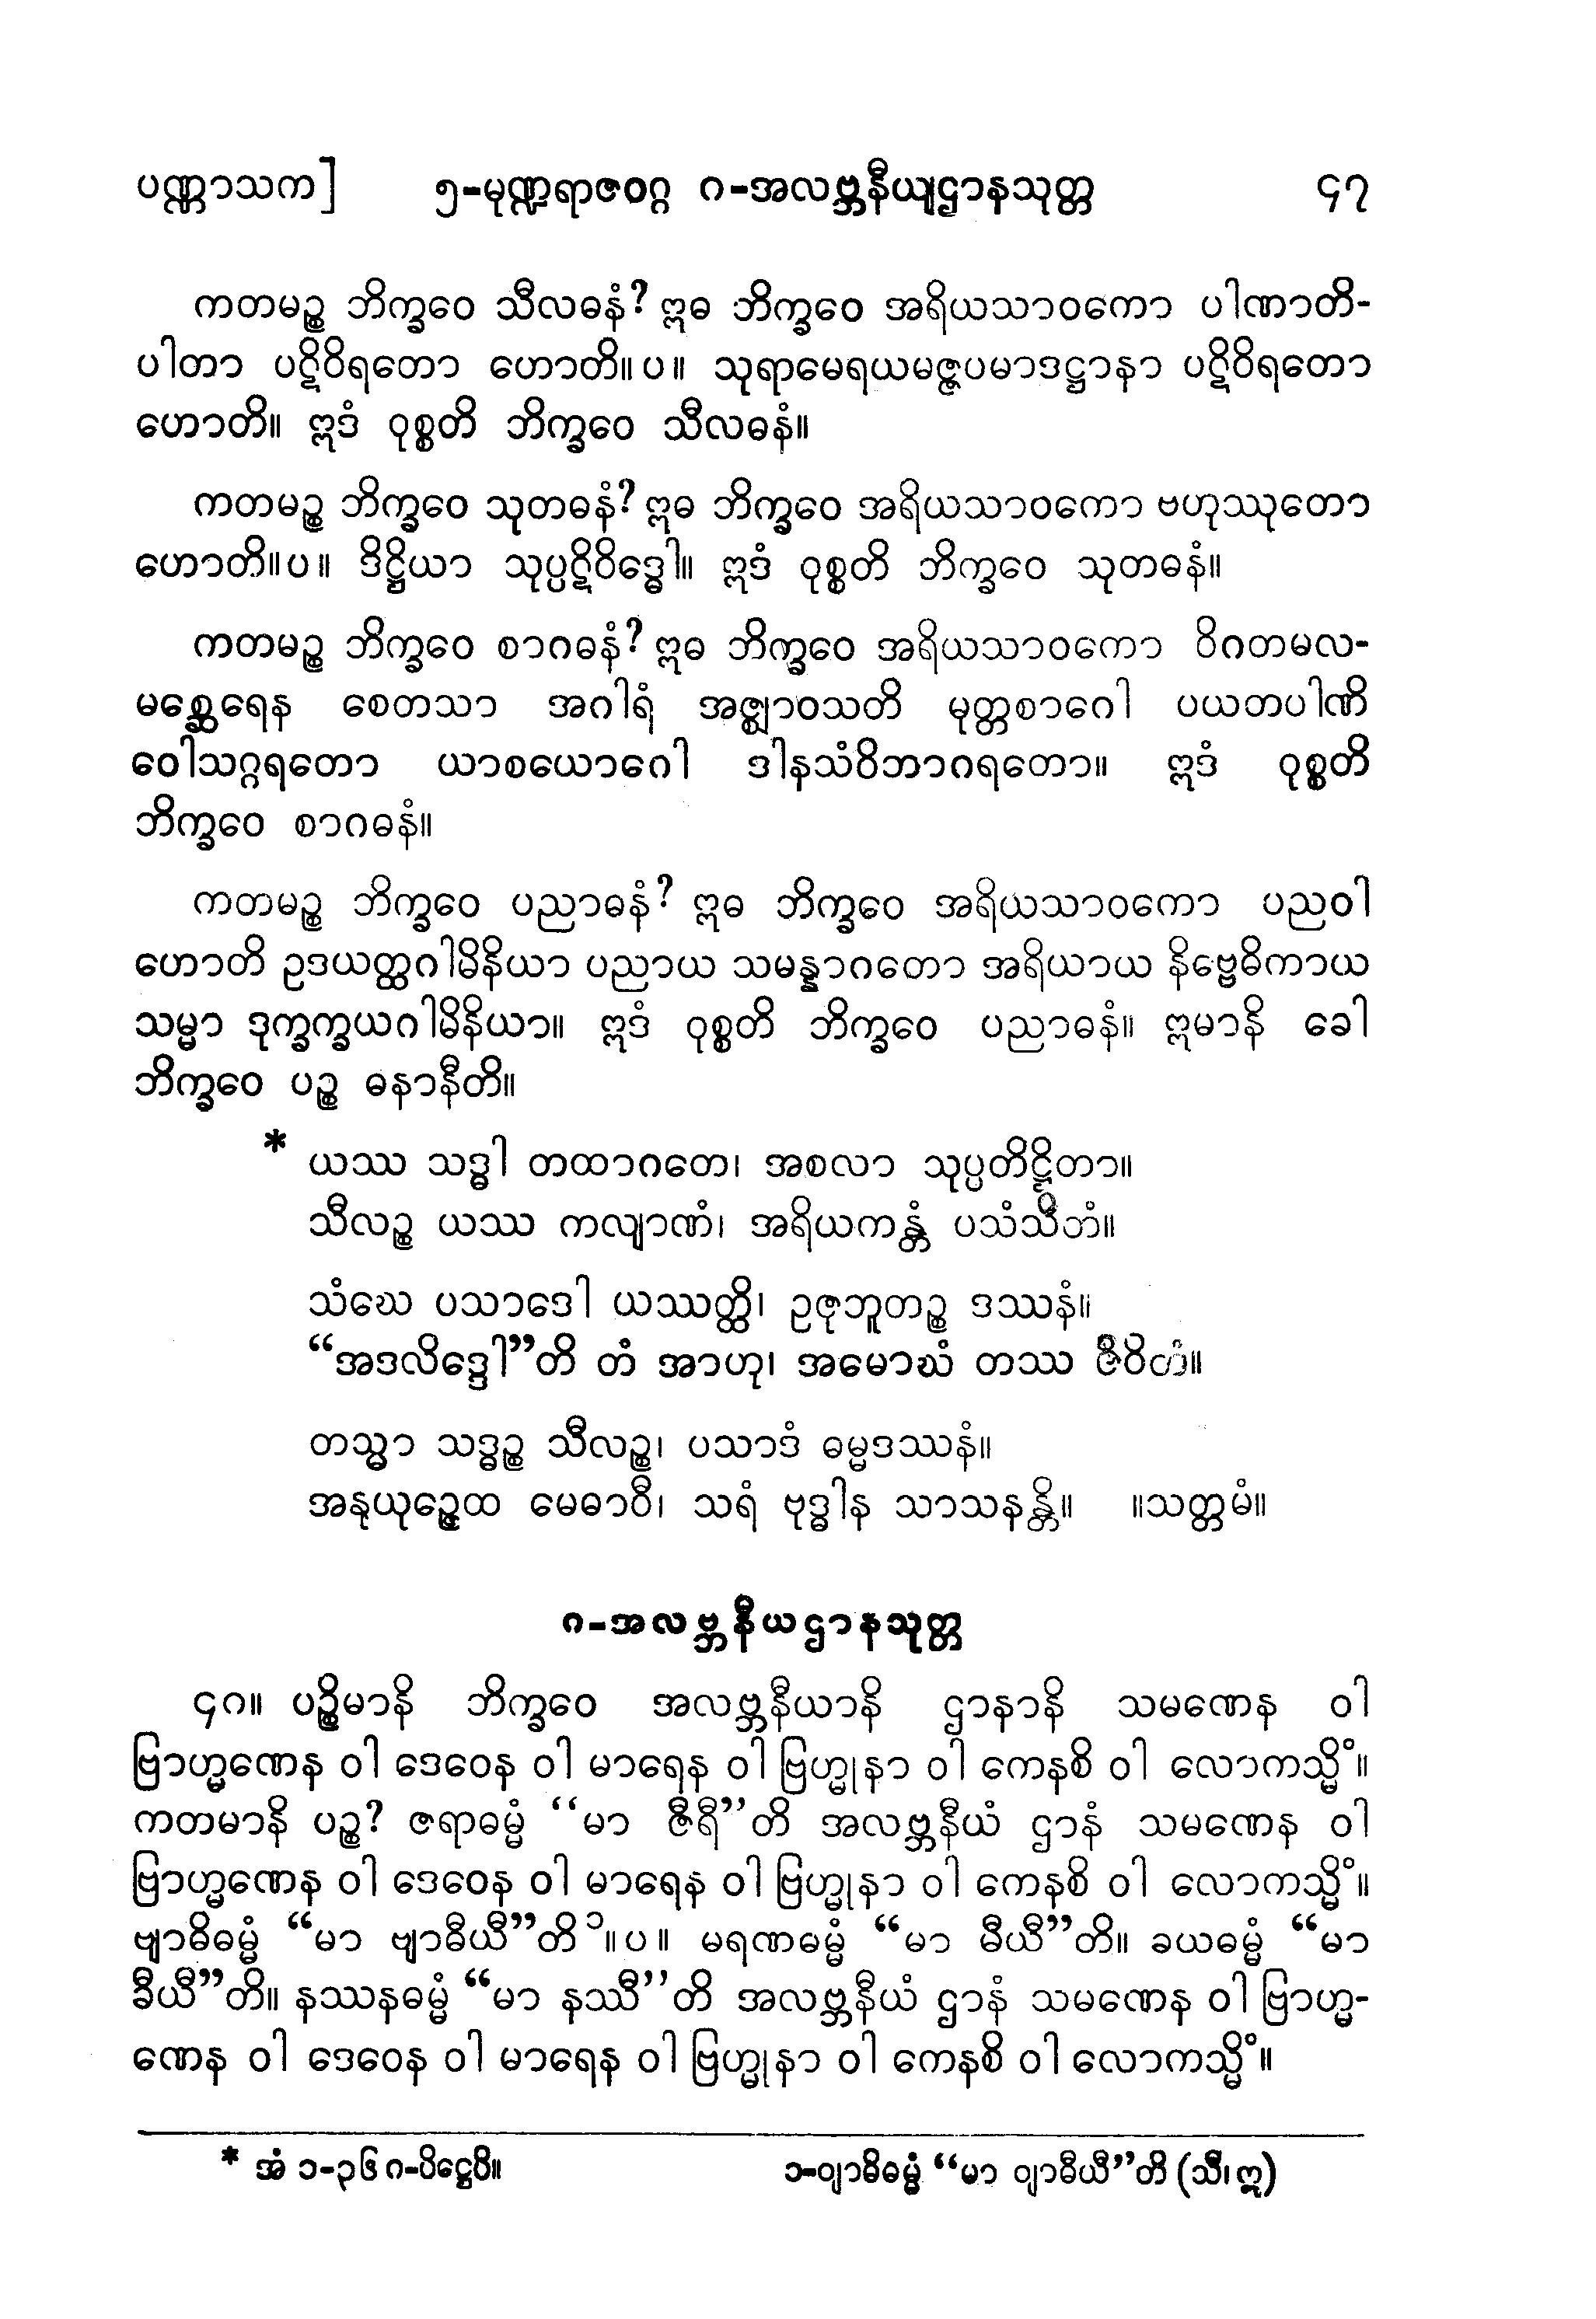 ပဏ္ဏာသက] ၅-မုဏ္ဍရာဇဝဂ္ဂ ဂ-အလဗ္ဘနီယျဌာနသုတ္တ ၄၇
ကတမဉ္စ ဘိက္ခဝေ သီလဓနံ? ဣဓ ဘိက္ခဝေ အရိယသာဝကော ပါဏာတိ-
ပါတာ ပဋိဝိရတော ဟောတိ။ပ။ သုရာမေရယမဇ္ဇပမာဒဋ္ဌာနာ ပဋိဝိရတော
ဟောတိ။ ဣဒံ ဝုစ္စတိ ဘိက္ခဝေ သီလဓနံ။
ကတမဉ္စ ဘိက္ခဝေ သုတဓနံ? ဣဓ ဘိက္ခဝေ အရိယသာဝကော ဗဟုဿုတော
ဟောတိ။ပ။ ဒိဋ္ဌိယာ သုပ္ပဋိဝိဒ္ဓေါ။ ဣဒံ ဝုစ္စတိ ဘိက္ခဝေ သုတဓနံ။
ကတမဉ္စ ဘိက္ခဝေ စာဂဓနံ? ဣဓ ဘိက္ခဝေ အရိယသာဝကော ဝိဂတမလ-
မစ္ဆေရေန စေတသာ အဂါရံ အဇ္ဈာဝသတိ မုတ္တစာဂေါ ပယတပါဏိ
ဝေါသဂ္ဂရတော ယာစယောဂေါ ဒါနသံဝိဘာဂရတော။ ဣဒံ ဝုစ္စတိ
ဘိက္ခဝေ စာဂဓနံ။
ကတမဉ္စ ဘိက္ခဝေ ပညာဓနံ? ဣဓ ဘိက္ခဝေ အရိယသာဝကော ပညဝါ
ဟောတိ ဥဒယတ္ထဂါမိနိယာ ပညာယ သမန္နာဂတော အရိယာယ နိဗ္ဗေဓိကာယ
သမ္မာ ဒုက္ခက္ခယဂါမိနိယာ။ ဣဒံ ဝုစ္စတိ ဘိက္ခဝေ ပညာဓနံ။ ဣမာနိ ခေါ
ဘိက္ခဝေ ပဉ္စ ဓနာနီတိ။
* ယဿ သဒ္ဓါ တထာဂတေ၊ အစလာ သုပ္ပတိဋ္ဌိတာ။
သီလဉ္စ ယဿ ကလျာဏံ၊ အရိယကန္တံ ပသံသိတံ။
သံဃေ ပသာဒေါ ယဿတ္ထိ၊ ဥဇုဘူတဉ္စ ဒဿနံ။
“အဒလိဒ္ဒေါ”တိ တံ အာဟု၊ အမောဃံ တဿ ဇီဝိတံ။
တသ္မာ သဒ္ဓဉ္စ သီလဉ္စ၊ ပသာဒံ ဓမ္မဒဿနံ။
အနုယုဉ္ဇေထ မေဓာဝီ၊ သရံ ဗုဒ္ဓါန သာသနန္တိ။ ။သတ္တမံ။
ဂ-အလဗ္ဘနီယဌာနသုတ္တ
၄ဂ။ ပဉ္စိမာနိ ဘိက္ခဝေ အလဗ္ဘနီယာနိ ဌာနာနိ သမဏေန ဝါ
ဗြာဟ္မဏေန ဝါ ဒေဝေန ဝါ မာရေန ဝါ ဗြဟ္မုနာ ဝါ ကေနစိ ဝါ လောကသ္မိံ။
ကတမာနိ ပဉ္စ? ဇရာဓမ္မံ “မာ ဇီရီ”တိ အလဗ္ဘနီယံ ဌာနံ သမဏေန ဝါ
ဗြာဟ္မဏေန ဝါ ဒေဝေန ဝါ မာရေန ဝါ ဗြဟ္မုနာ ဝါ ကေနစိ ဝါ လောကသ္မိံ။
ဗျာဓိဓမ္မံ “မာ ဗျာဓီယီ”တိ၁။ပ။ မရဏဓမ္မံ “မာ မီယီ”တိ။ ခယဓမ္မံ “မာ
ခီယီ”တိ။ နဿနဓမ္မံ “မာ နဿီ”တိ အလဗ္ဘနီယံ ဌာနံ သမဏေန ဝါ ဗြာဟ္မ-
ဏေန ဝါ ဒေဝေန ဝါ မာရေန ဝါ ဗြဟ္မုနာ ဝါ ကေနစိ ဝါ လောကသ္မိံ။
* အံ ၁-၃၆ဂ-ပိဋ္ဌေပိ။ ၁-ဝျာဓိဓမ္မံ “မာ ဝျာဓီယီ”တိ (သီ၊ဣ)